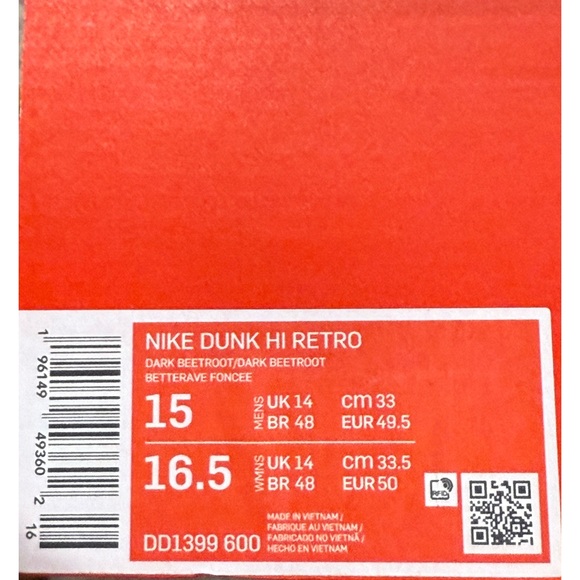 NIKE DUNK HI RETRO
DARK BEETROOT/DARK BEETROOT
BETTERAVE FONCEE
15 MENS UK 14 cm 33
BR 48 EUR 49.5
16.5 WMNS UK 14 cm 33.5
BR 48 EUR 50
DD1399 600
MADE IN VIETNAM /
FABRIQUE AU VIETNAM /
FABRICADO NO VIETNÃ /
HECHO EN VIETNAM
RFID
1 96149 49360 2
16